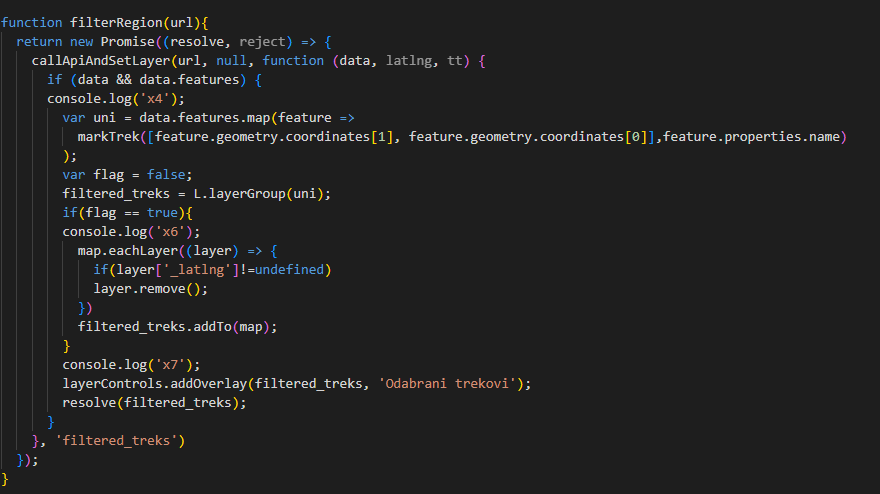 function filterRegion(url){
  return new Promise((resolve, reject) => {
    callApiAndSetLayer(url, null, function (data, latlng, tt) {
      if (data && data.features) {
      console.log('x4');
        var uni = data.features.map(feature =>
          markTrek([feature.geometry.coordinates[1], feature.geometry.coordinates[0]],feature.properties.name)
        );
        var flag = false;
        filtered_treks = L.layerGroup(uni);
        if(flag == true){
        console.log('x6');
          map.eachLayer((layer) => {
            if(layer['_latlng']!=undefined)
            layer.remove();
          })
          filtered_treks.addTo(map);
        }
        console.log('x7');
        layerControls.addOverlay(filtered_treks, 'Odabrani trekovi');
        resolve(filtered_treks);
      }
    }, 'filtered_treks')
  });
}